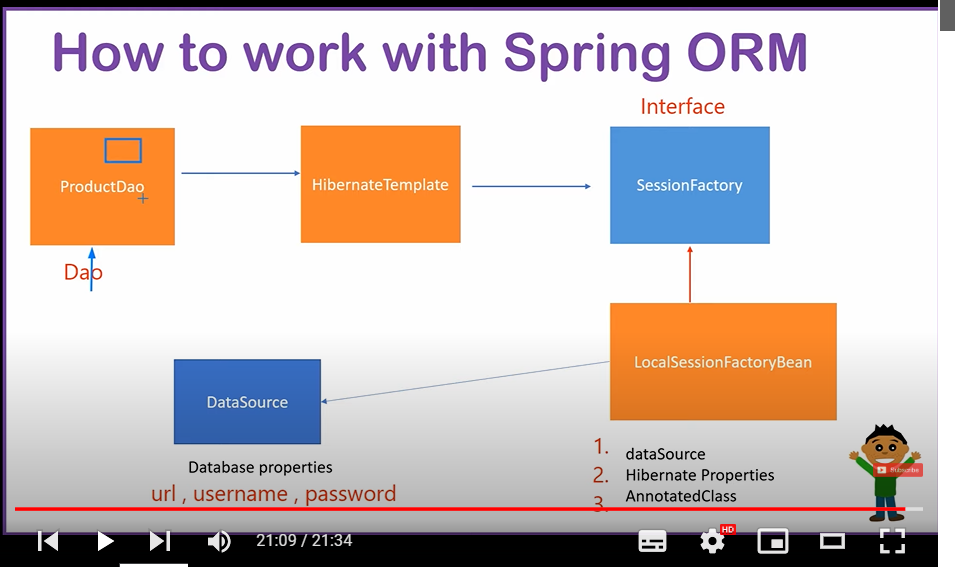 How to work with Spring ORM
Interface
ProductDao
HibernateTemplate
SessionFactory
Dao
LocalSessionFactoryBean
DataSource
Database properties
url , username , password
1. dataSource
2. Hibernate Properties
3. AnnotatedClass
Subscribe
21:09 / 21:34
HD